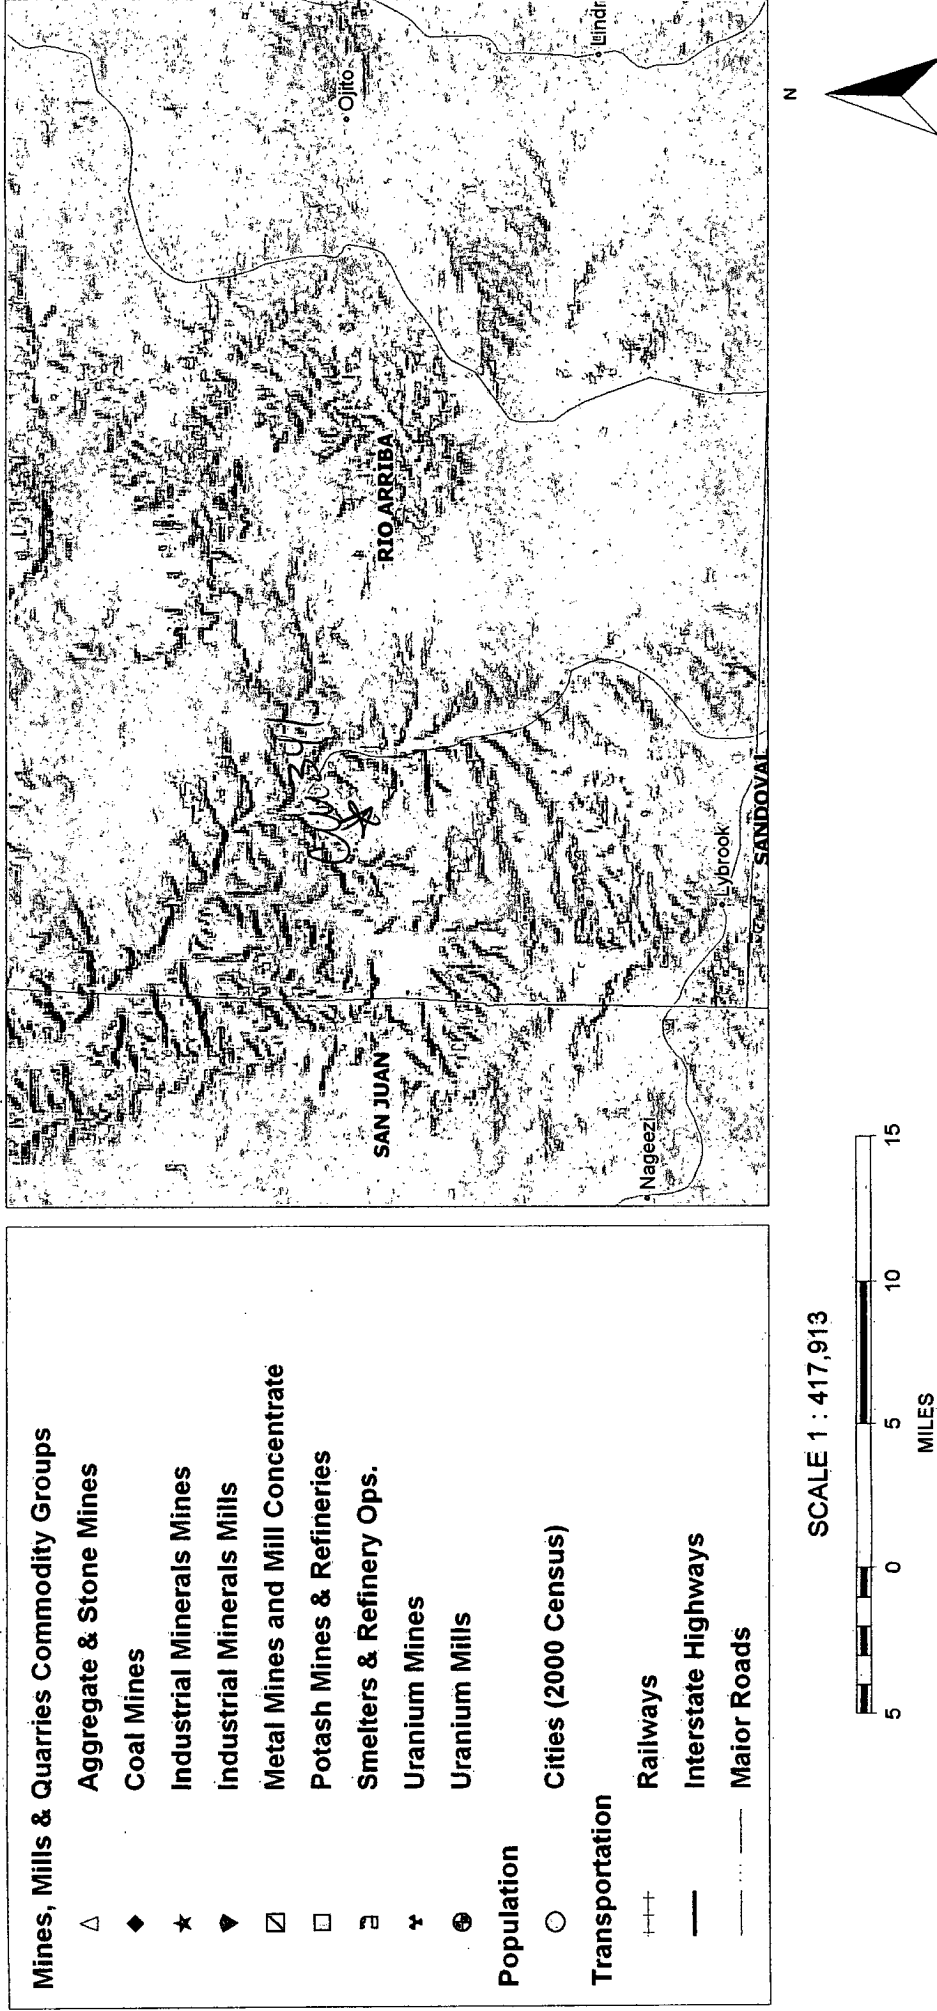 Mines, Mills & Quarries Commodity Groups
Aggregate & Stone Mines
Coal Mines
Industrial Minerals Mines
Industrial Minerals Mills
Metal Mines and Mill Concentrate
Potash Mines & Refineries
Smelters & Refinery Ops.
Uranium Mines
Uranium Mills
Population
Cities (2000 Census)
Transportation
Railways
Interstate Highways
Major Roads
SAN JUAN
RIO ARRIBA
SANDOVAL
Nageezi
Lybrook
Ojito
Lindr
SCALE 1 : 417,913
5 0 5 10 15
MILES
N